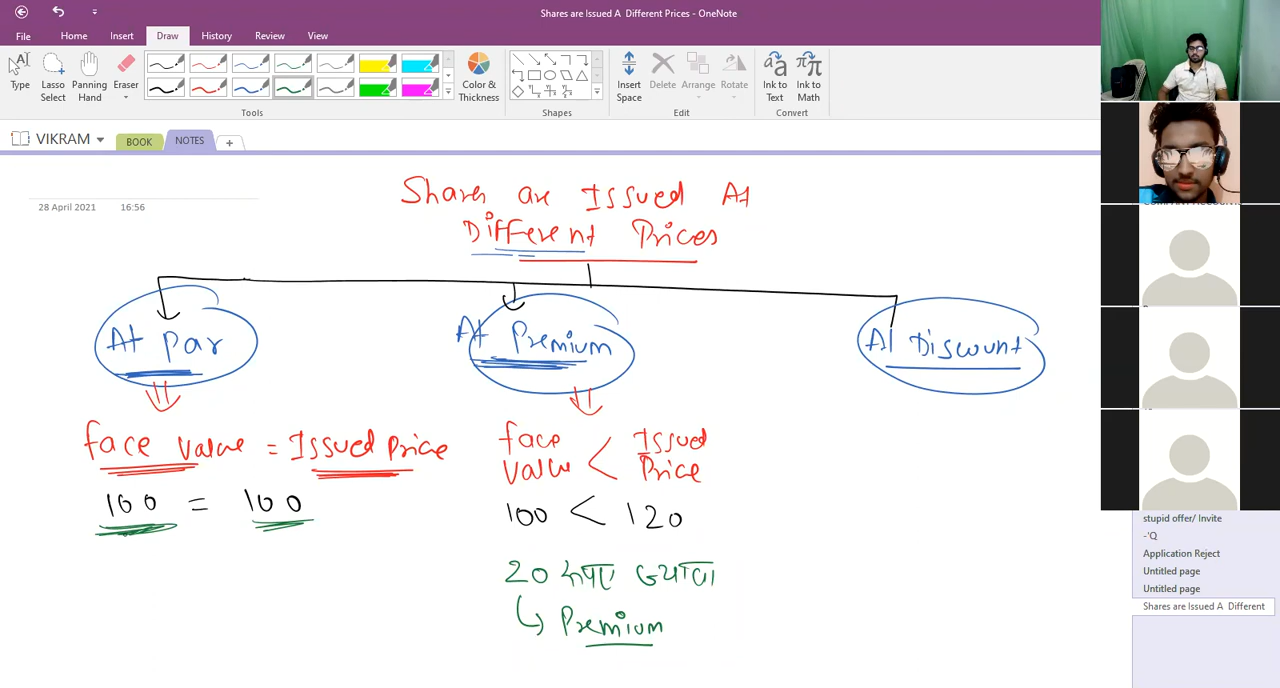 Shares are Issued A  Different Prices - OneNote
File
Home
Insert
Draw
History
Review
View
Type
Lasso Select
Panning Hand
Eraser
Color & Thickness
Insert Space
Delete
Arrange
Rotate
Ink to Text
Ink to Math
Tools
Shapes
Edit
Convert
VIKRAM
BOOK
NOTES
28 April 2021
16:56
Shares are Issued At
Different Prices
At Par
At Premium
At Discount
face value = Issued Price
100 = 100
face value < Issued Price
100 < 120
20 रुपए ज्यादा
Premium
stupid offer/ Invite
-'Q
Application Reject
Untitled page
Untitled page
Shares are Issued A  Different